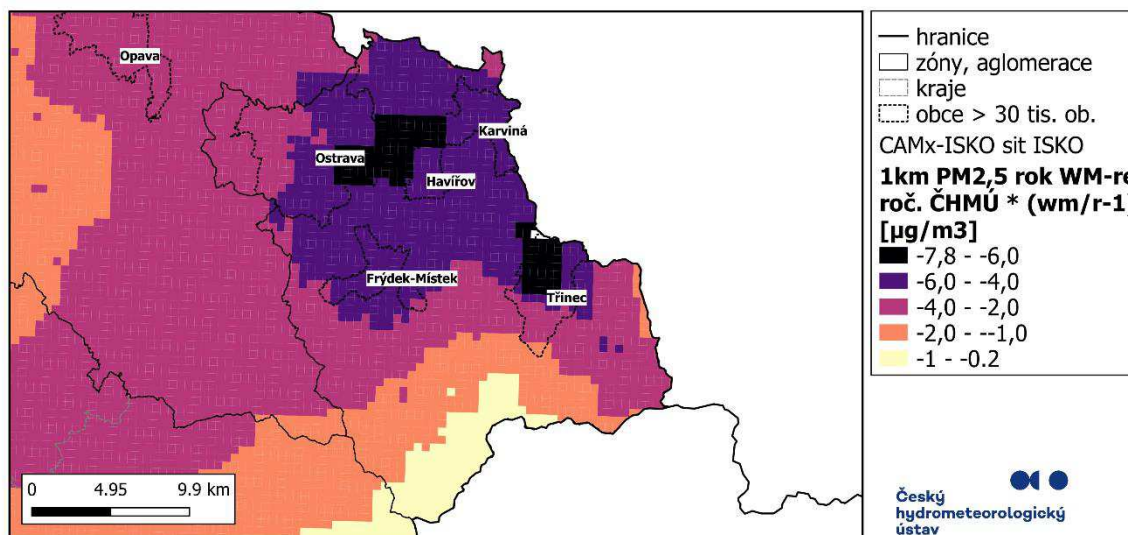 Opava
Ostrava
Karviná
Havířov
Frýdek-Místek
Třinec
0 4.95 9.9 km
hranice
zóny, aglomerace
kraje
obce > 30 tis. ob.
CAMx-ISKO sit ISKO
1km PM2,5 rok WM-re
roč. ČHMÚ * (wm/r-1)
[µg/m3]
-7,8 - -6,0
-6,0 - -4,0
-4,0 - -2,0
-2,0 - --1,0
-1 - -0.2
Český
hydrometeorologický
ústav